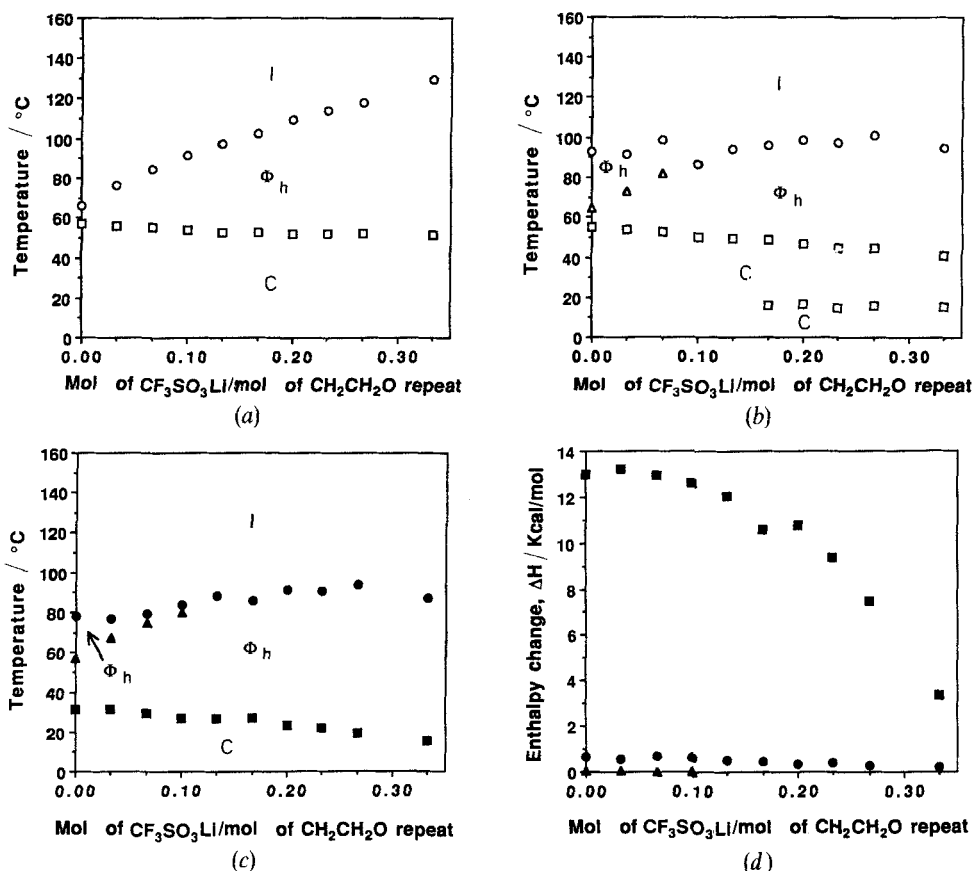 160
140
120
100
80
60
40
20
0
Temperature / °C
I
Φh
C
0.00 0.10 0.20 0.30
Mol of CF₃SO₃Li/mol of CH₂CH₂O repeat
(a)
160
140
120
100
80
60
40
20
0
Temperature / °C
I
Φh
Φh
C
C
0.00 0.10 0.20 0.30
Mol of CF₃SO₃Li/mol of CH₂CH₂O repeat
(b)
160
140
120
100
80
60
40
20
0
Temperature / °C
I
Φh
Φh
C
0.00 0.10 0.20 0.30
Mol of CF₃SO₃Li/mol of CH₂CH₂O repeat
(c)
14
12
10
8
6
4
2
0
Enthalpy change, ΔH / Kcal/mol
0.00 0.10 0.20 0.30
Mol of CF₃SO₃Li/mol of CH₂CH₂O repeat
(d)